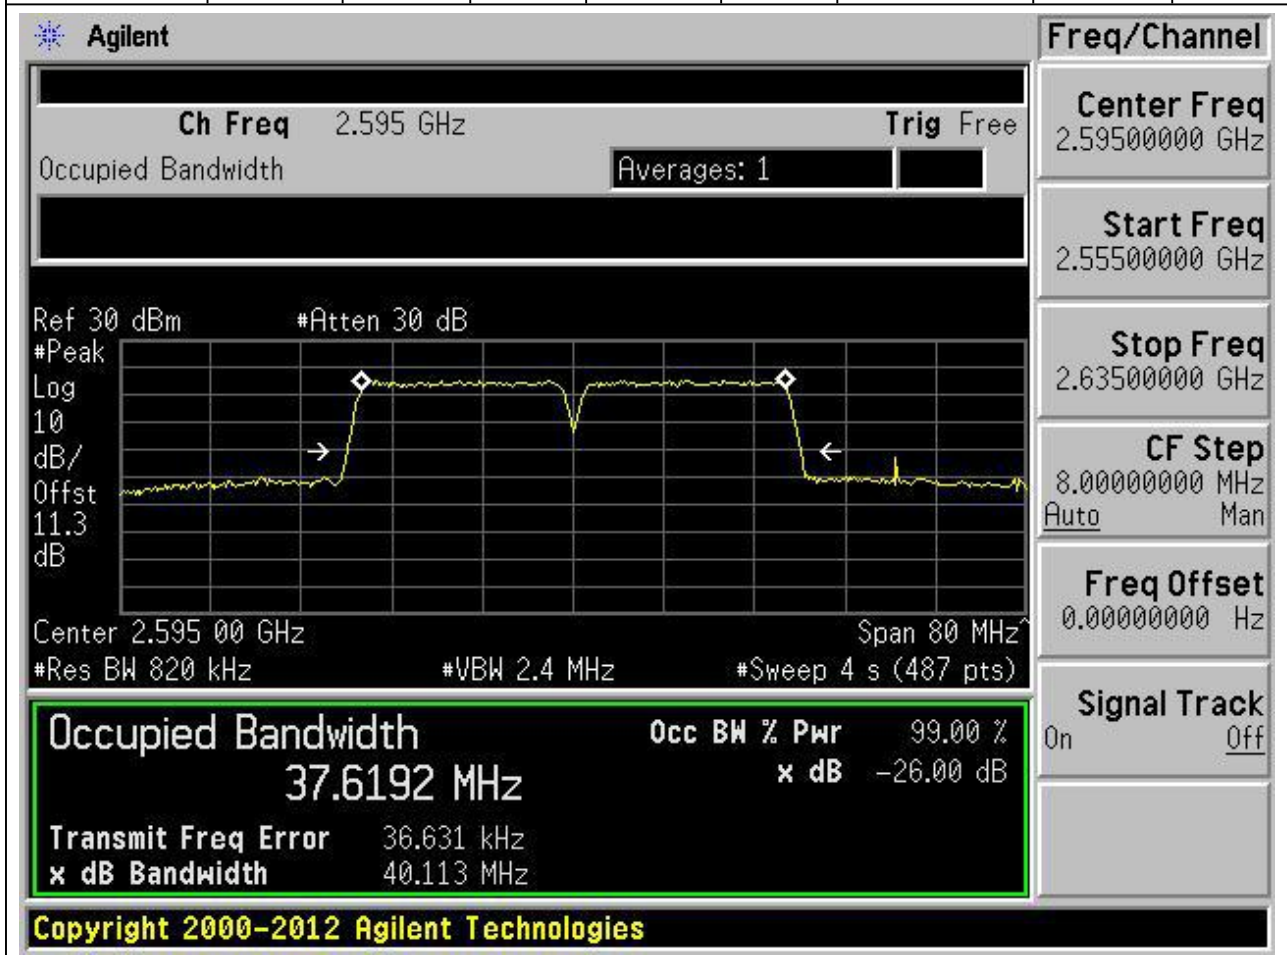 Agilent
Freq/Channel
Ch Freq 2.595 GHz Trig Free
Occupied Bandwidth Averages: 1
Center Freq
2.59500000 GHz
Start Freq
2.55500000 GHz
Stop Freq
2.63500000 GHz
CF Step
8.00000000 MHz
Auto Man
Freq Offset
0.00000000 Hz
Signal Track
On Off
Ref 30 dBm #Atten 30 dB
#Peak
Log
10
dB/
Offst
11.3
dB
Center 2.595 00 GHz Span 80 MHz^
#Res BW 820 kHz #VBW 2.4 MHz #Sweep 4 s (487 pts)
Occupied Bandwidth Occ BW % Pwr 99.00 %
37.6192 MHz x dB -26.00 dB
Transmit Freq Error 36.631 kHz
x dB Bandwidth 40.113 MHz
Copyright 2000-2012 Agilent Technologies